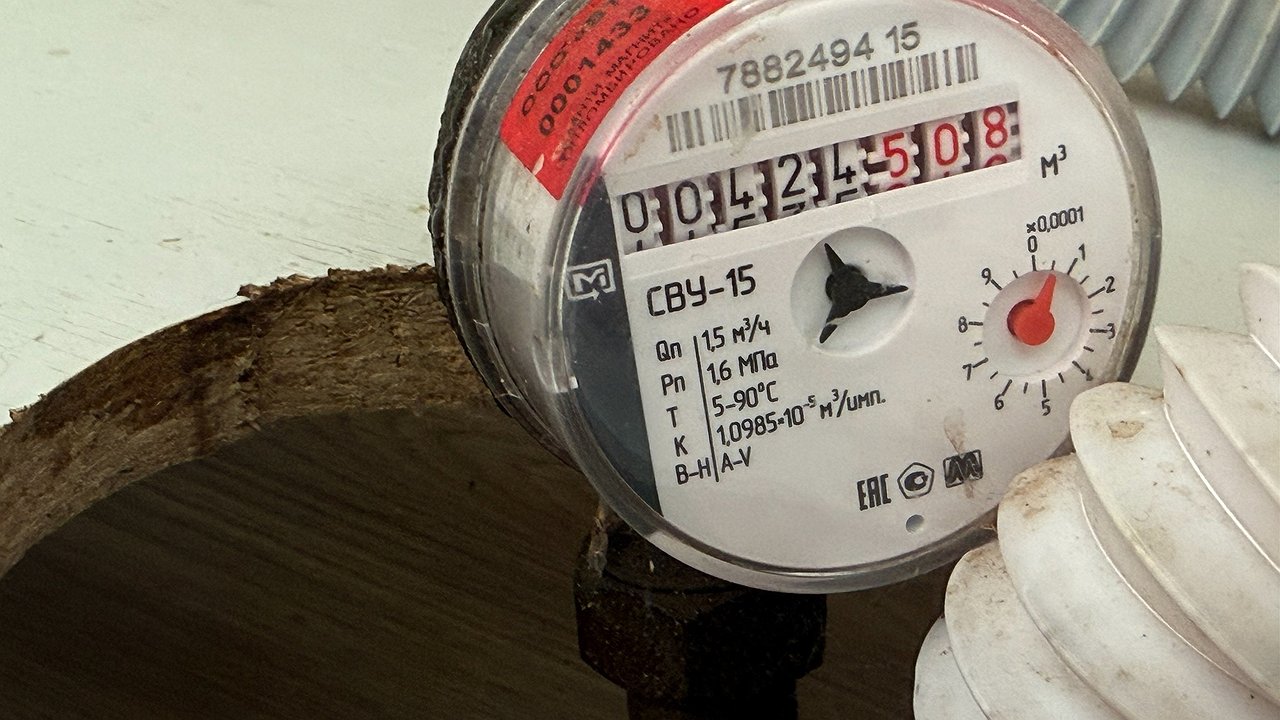 0001433
7882494 15
00424508
м³
×0,0001
0 1 2 3 4 5 6 7 8 9
СВУ-15
Qn 1,5 м³/ч
Pn 1,6 МПа
T 5-90°C
K 1,0985*10⁻⁵ м³/имп.
В-Н A-V
ЕАС